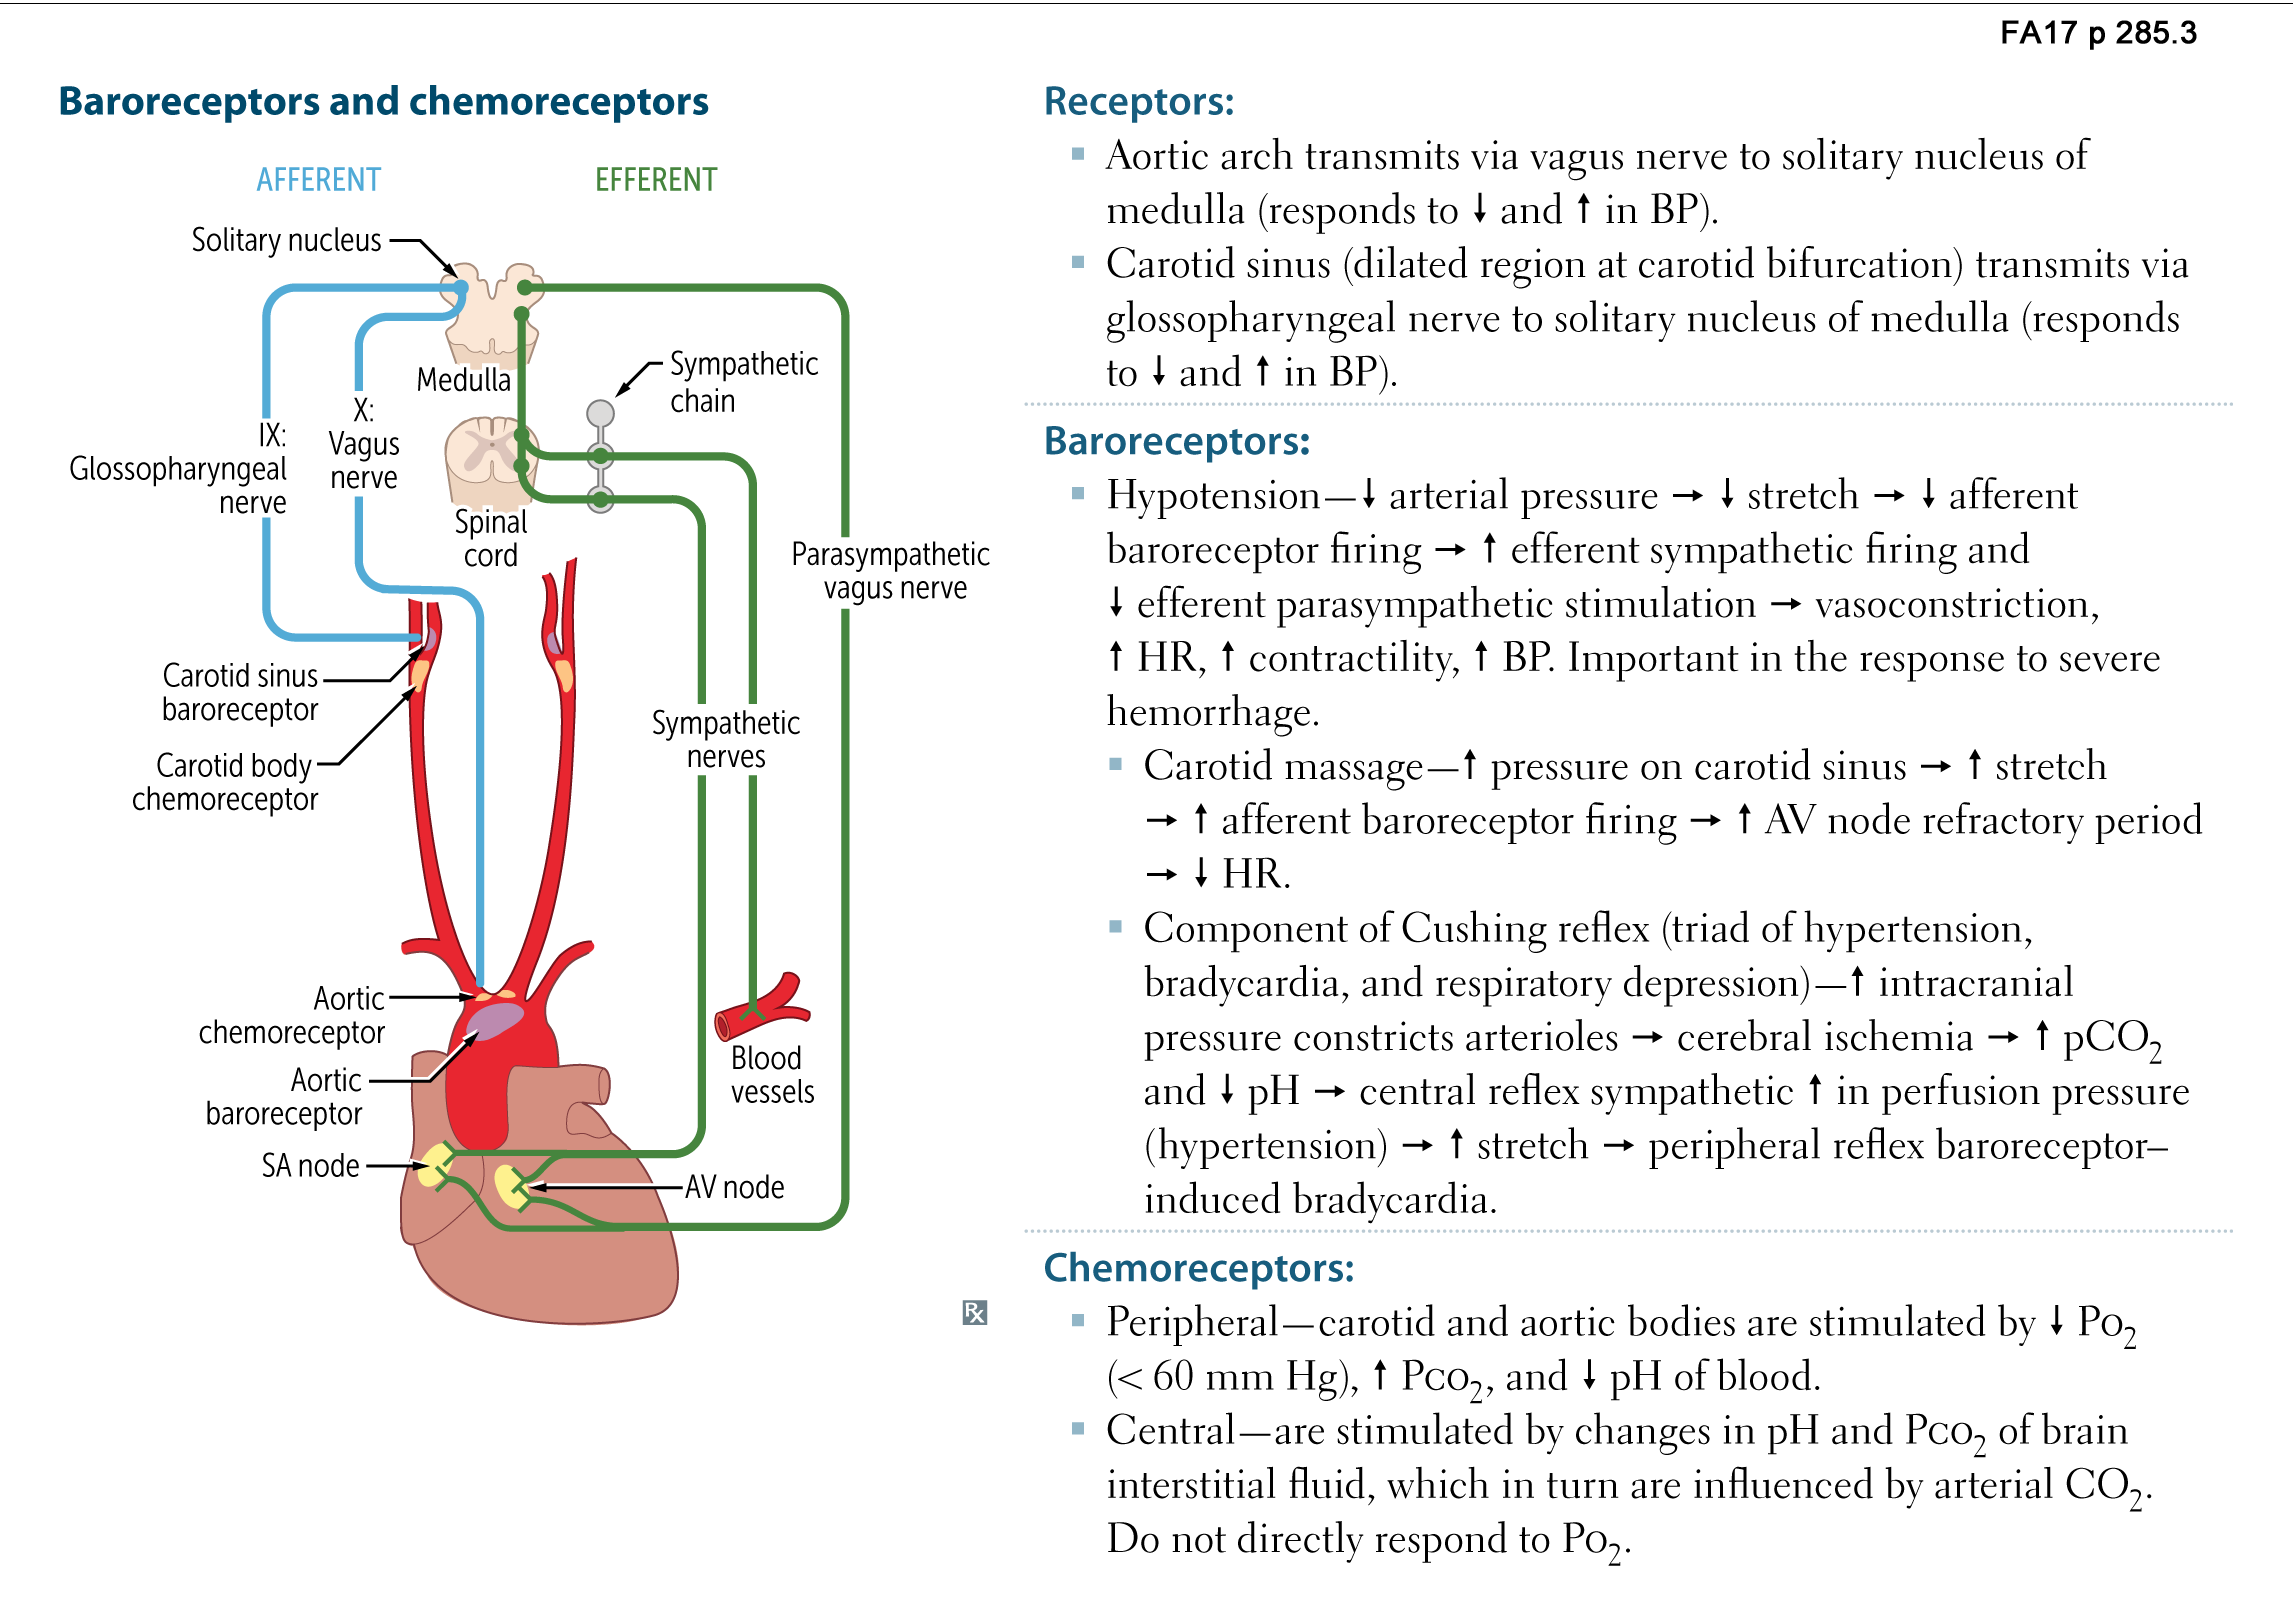 FA17 p 285.3
Baroreceptors and chemoreceptors
AFFERENT
EFFERENT
Solitary nucleus
Medulla
Sympathetic
chain
IX:
Glossopharyngeal
nerve
X:
Vagus
nerve
Spinal
cord
Parasympathetic
vagus nerve
Carotid sinus
baroreceptor
Carotid body
chemoreceptor
Sympathetic
nerves
Aortic
chemoreceptor
Aortic
baroreceptor
Blood
vessels
SA node
AV node
Rx
Receptors:
Aortic arch transmits via vagus nerve to solitary nucleus of
medulla (responds to ↓ and ↑ in BP).
Carotid sinus (dilated region at carotid bifurcation) transmits via
glossopharyngeal nerve to solitary nucleus of medulla (responds
to ↓ and ↑ in BP).
Baroreceptors:
Hypotension—↓ arterial pressure → ↓ stretch → ↓ afferent
baroreceptor firing → ↑ efferent sympathetic firing and
↓ efferent parasympathetic stimulation → vasoconstriction,
↑ HR, ↑ contractility, ↑ BP. Important in the response to severe
hemorrhage.
Carotid massage—↑ pressure on carotid sinus → ↑ stretch
→ ↑ afferent baroreceptor firing → ↑ AV node refractory period
→ ↓ HR.
Component of Cushing reflex (triad of hypertension,
bradycardia, and respiratory depression)—↑ intracranial
pressure constricts arterioles → cerebral ischemia → ↑ pCO₂
and ↓ pH → central reflex sympathetic ↑ in perfusion pressure
(hypertension) → ↑ stretch → peripheral reflex baroreceptor–
induced bradycardia.
Chemoreceptors:
Peripheral—carotid and aortic bodies are stimulated by ↓ Po₂
(< 60 mm Hg), ↑ Pco₂, and ↓ pH of blood.
Central—are stimulated by changes in pH and Pco₂ of brain
interstitial fluid, which in turn are influenced by arterial CO₂.
Do not directly respond to Po₂.